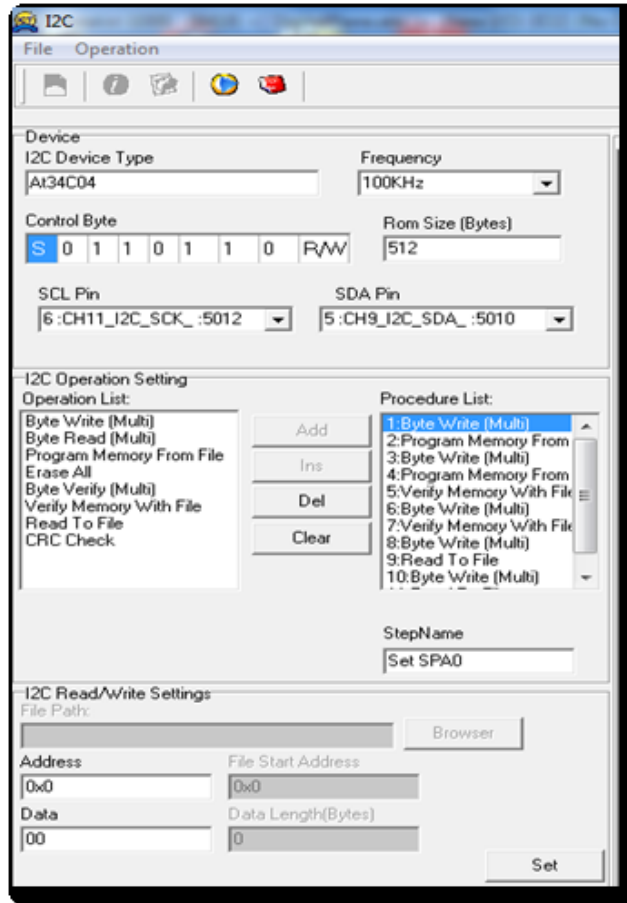 I2C
File Operation
Device
I2C Device Type
Frequency
At34C04
100KHz
Control Byte
Rom Size (Bytes)
S 0 1 1 0 1 1 0 R/W
512
SCL Pin
SDA Pin
6 :CH11_I2C_SCK_ :5012
5 :CH9_I2C_SDA_ :5010
I2C Operation Setting
Operation List:
Byte Write (Multi)
Byte Read (Multi)
Program Memory From File
Erase All
Byte Verify (Multi)
Verify Memory With File
Read To File
CRC Check
Add
Ins
Del
Clear
Procedure List:
1:Byte Write (Multi)
2:Program Memory From
3:Byte Write (Multi)
4:Program Memory From
5:Verify Memory With File
6:Byte Write (Multi)
7:Verify Memory With File
8:Byte Write (Multi)
9:Read To File
10:Byte Write (Multi)
StepName
Set SPA0
I2C Read/Write Settings
File Path:
Browser
Address
File Start Address
0x0
0x0
Data
Data Length(Bytes)
00
0
Set